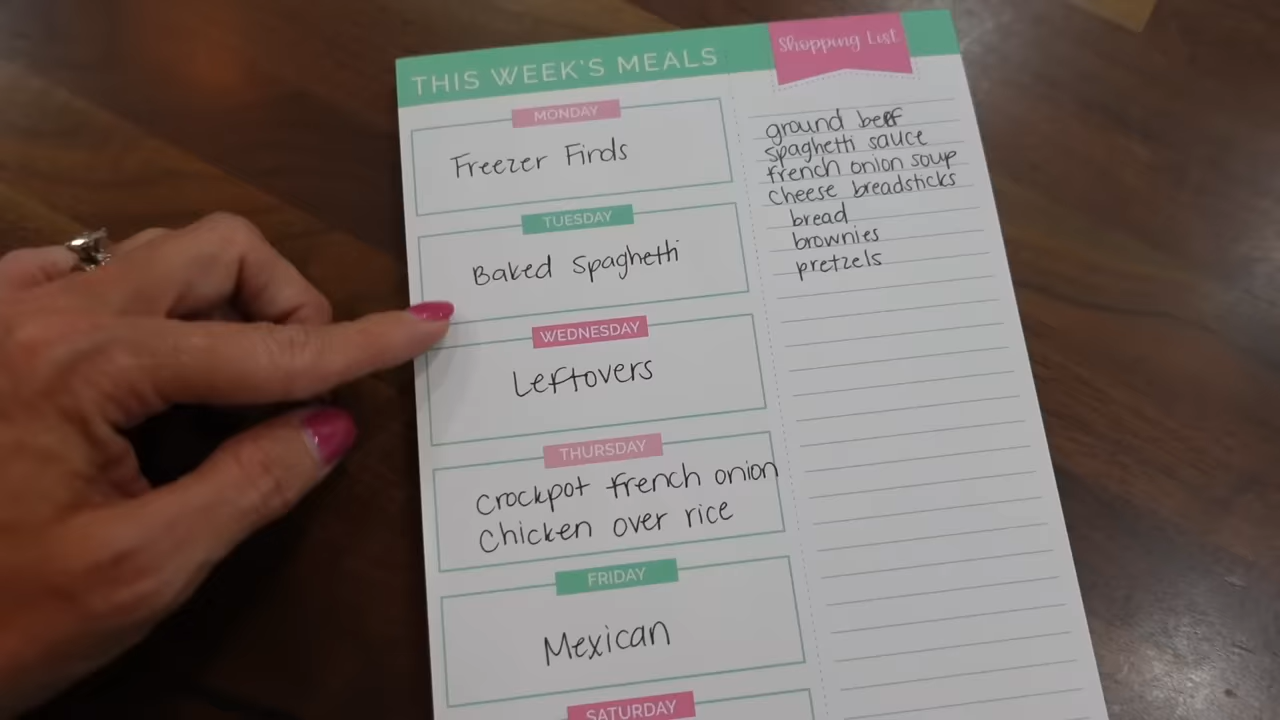 THIS WEEK'S MEALS
MONDAY
Freezer Finds
TUESDAY
Baked Spaghetti
WEDNESDAY
Leftovers
THURSDAY
Crockpot french onion
Chicken over rice
FRIDAY
Mexican
SATURDAY
Shopping List
ground beef
spaghetti sauce
french onion soup
cheese breadsticks
bread
brownies
pretzels